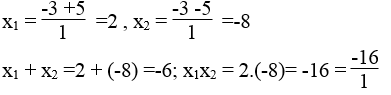 x₁ = (-3 +5)/1 =2 , x₂ = (-3 -5)/1 =-8
x₁ + x₂ =2 + (-8) =-6; x₁x₂ = 2.(-8)= -16 = -16/1